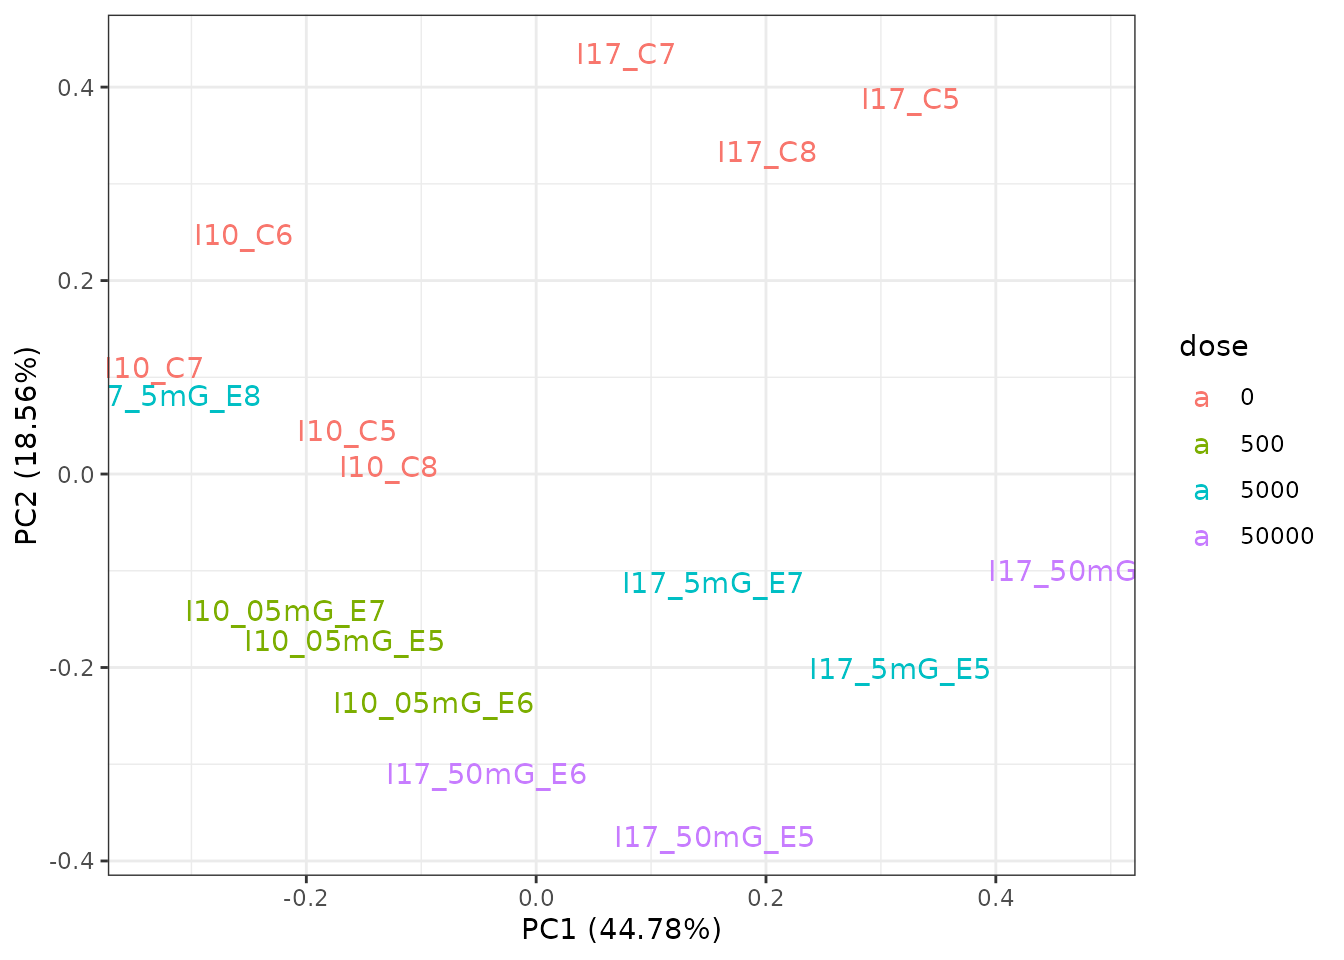 I17_C7
0.4
I17_C5
I17_C8
I10_C6
0.2
10_C7
7_5mG_E8
I10_C5
I10_C8
0.0
I17_5mG_E7
I17_50mG
I10_05mG_E7
I10_05mG_E5
-0.2
I17_5mG_E5
I10_05mG_E6
I17_50mG_E6
I17_50mG_E5
-0.4
-0.2
0.0
0.2
0.4
PC1 (44.78%)
PC2 (18.56%)
dose
a 0
a 500
a 5000
a 50000